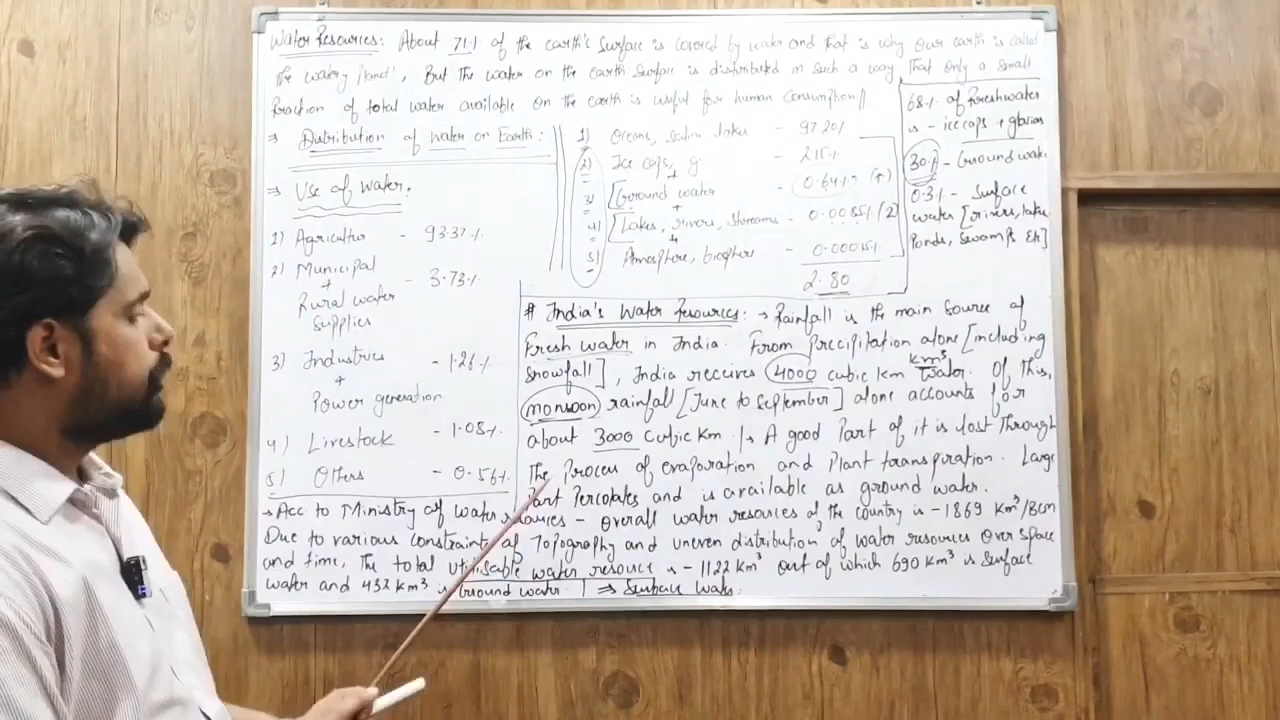 Water Resources: About 71% of the earth's surface is covered by water and that is why our earth is called
'the watery planet', But the water on the earth surface is distributed in such a way that only a small
fraction of total water available on the earth is useful for human consumption//
⇒ Distribution of water on Earth:
1) Oceans, salin lakes - 97.20%
2) Ice caps, g - 2.15%
+
3) [Ground water - 0.64% (1)
+
4) [Lakes, rivers, streams - 0.0085% (2)
+
5) Atmosphere, biosphere - 0.00015%
2.80
68% of freshwater
is - ice caps + glaciers
30% - Ground wate
0.3% - Surface
water [rivers, lakes
Ponds, Swamps Etc]
⇒ Use of water:
1) Agricultur - 93.37%
2) Municipal
+
Rural water
supplies - 3.73%
3) Industries
+
Power generation - 1.26%
4) Livestock - 1.08%
5) Others - 0.56%
# India's Water Resources: → Rainfall is the main source of
Fresh water in India. From Precipitation alone [including
Snowfall], India receives 4000 cubic km water. Of this,
km³
monsoon rainfall [June to September] alone accounts for
about 3000 cubic km. A good Part of it is lost through
The Process of evaporation and Plant transpiration. Large
Part Percolates and is available as ground water.
→ Acc to Ministry of water - overall water resources of the country is - 1869 km³/BCM
Due to various constraints of Topography and uneven distribution of water resources over space
and time, The total utilisable water resource is - 1122 km³ out of which 690 km³ is Surface
water and 432 km³ is Ground water. | ⇒ Surface Water: